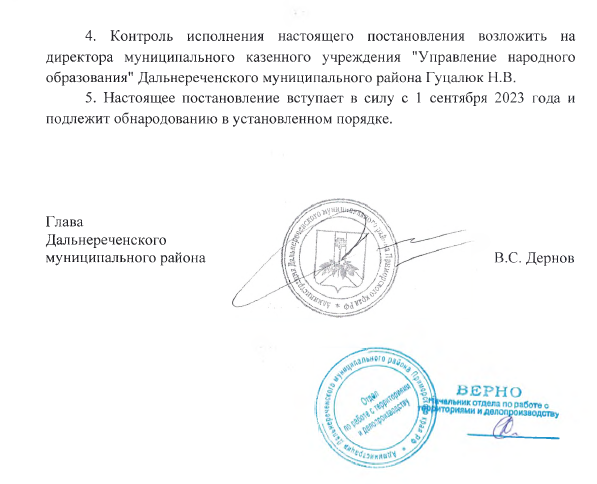 4. Контроль исполнения настоящего постановления возложить на
директора муниципального казенного учреждения "Управление народного
образования" Дальнереченского муниципального района Гуцалюк Н.В.
5. Настоящее постановление вступает в силу с 1 сентября 2023 года и
подлежит обнародованию в установленном порядке.
Глава
Дальнереченского
муниципального района
В.С. Дернов
Администрация Дальнереченского муниципального района Приморского края РФ *
Администрация Дальнереченского муниципального района Приморского края РФ *
Отдел
по работе с территориями
и делопроизводству
ВЕРНО
Начальник отдела по работе с
территориями и делопроизводству